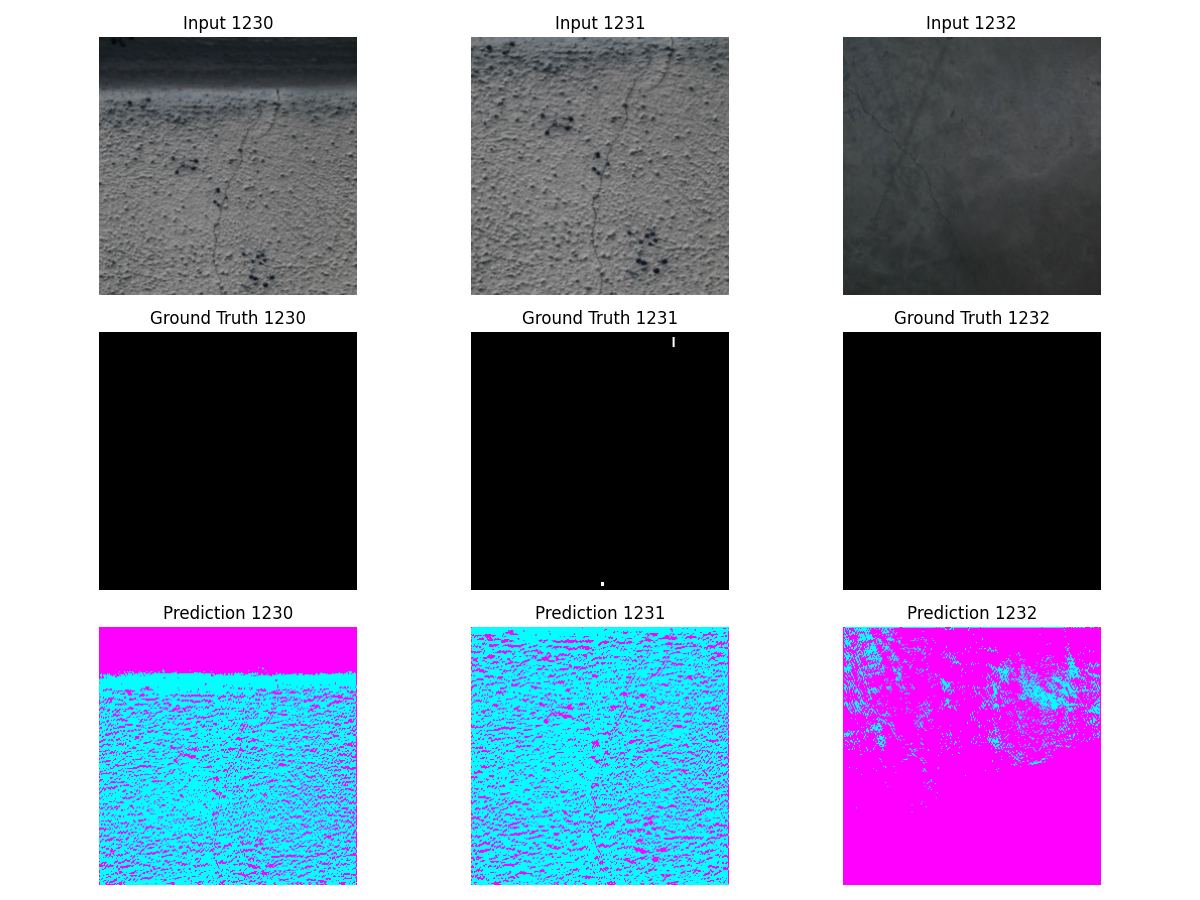 Input 1230
Input 1231
Input 1232
Ground Truth 1230
Ground Truth 1231
Ground Truth 1232
Prediction 1230
Prediction 1231
Prediction 1232